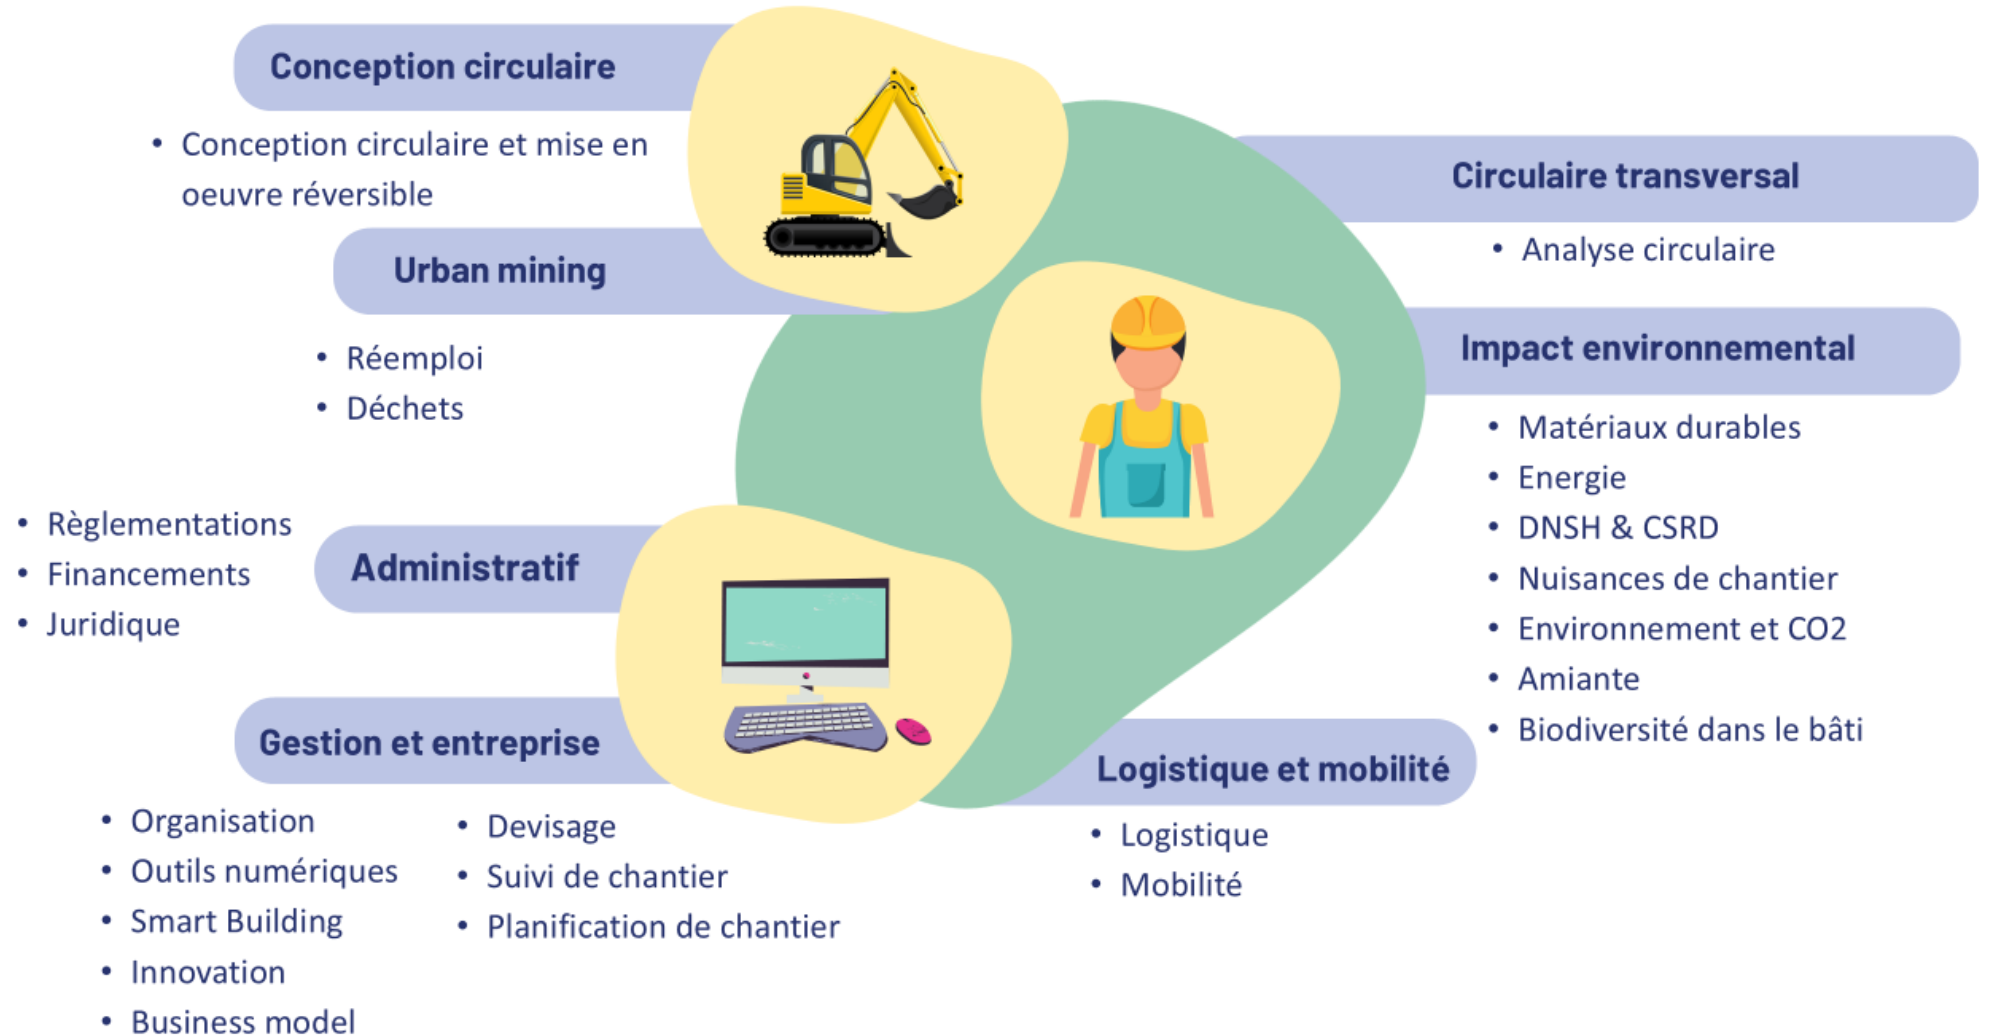 Conception circulaire
• Conception circulaire et mise en
oeuvre réversible
Urban mining
• Réemploi
• Déchets
Administratif
• Règlementations
• Financements
• Juridique
Gestion et entreprise
• Organisation
• Outils numériques
• Smart Building
• Innovation
• Business model
• Devisage
• Suivi de chantier
• Planification de chantier
Circulaire transversal
• Analyse circulaire
Impact environnemental
• Matériaux durables
• Energie
• DNSH & CSRD
• Nuisances de chantier
• Environnement et CO2
• Amiante
• Biodiversité dans le bâti
Logistique et mobilité
• Logistique
• Mobilité